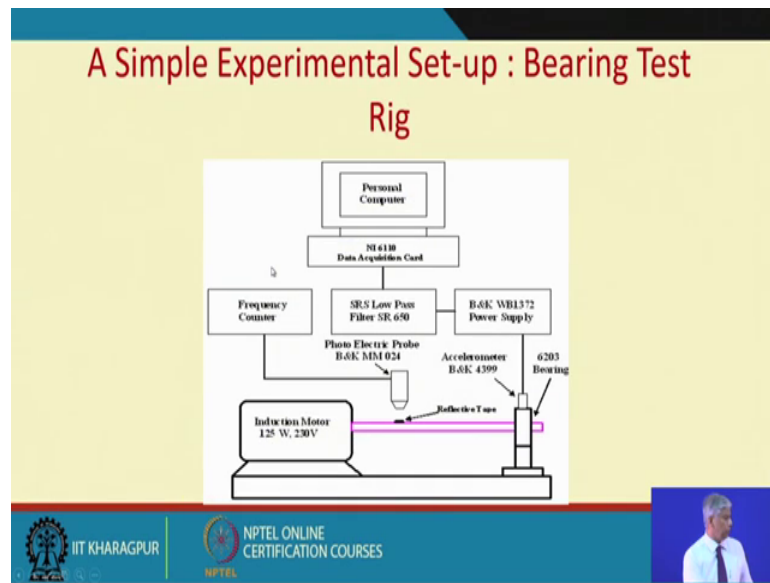 A Simple Experimental Set-up : Bearing Test
Rig
Personal
Computer
NI 6110
Data Acquisition Card
Frequency
Counter
SRS Low Pass
Filter SR 650
B&K WB1372
Power Supply
Photo Electric Probe
B&K MM 024
Accelerometer
B&K 4399
6203
Bearing
Reflective Tape
Induction Motor
125 W, 230V
IIT KHARAGPUR
NPTEL
NPTEL ONLINE
CERTIFICATION COURSES